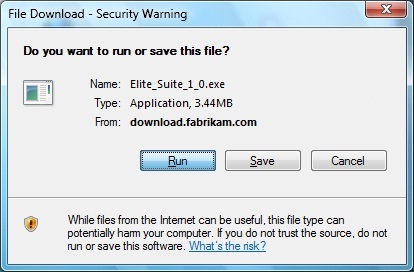 File Download - Security Warning
Do you want to run or save this file?
Name: Elite_Suite_1_0.exe
Type: Application, 3.44MB
From: download.fabrikam.com
Run Save Cancel
While files from the Internet can be useful, this file type can
potentially harm your computer. If you do not trust the source, do not
run or save this software. What's the risk?